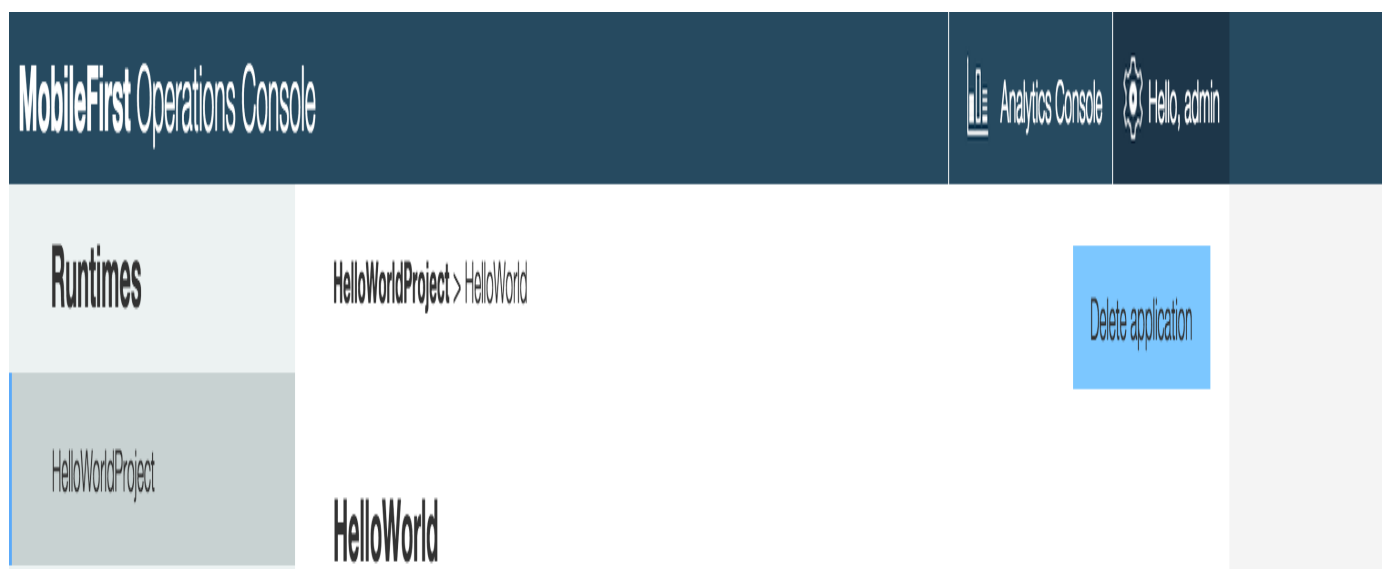 MobileFirst Operations Console
Analytics Console
Hello, admin
Runtimes
HelloWorldProject > HelloWorld
Delete application
HelloWorldProject
HelloWorld